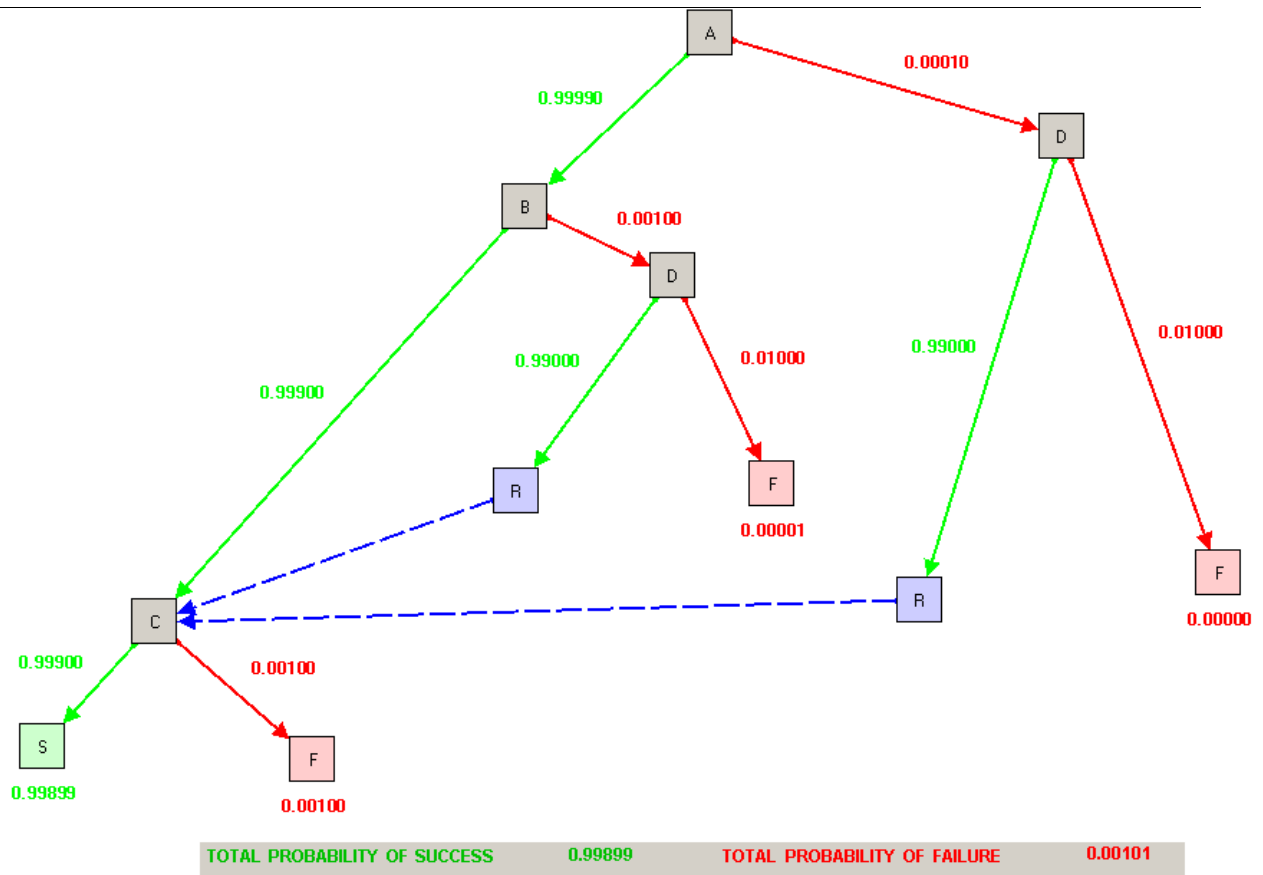 A
0.00010
0.99990
D
B
0.00100
D
0.01000
0.99000
0.99000
0.01000
0.99900
R
F
0.00001
F
R
C
0.00000
0.99900
0.00100
S
F
0.99899
0.00100
TOTAL PROBABILITY OF SUCCESS 0.99899 TOTAL PROBABILITY OF FAILURE 0.00101